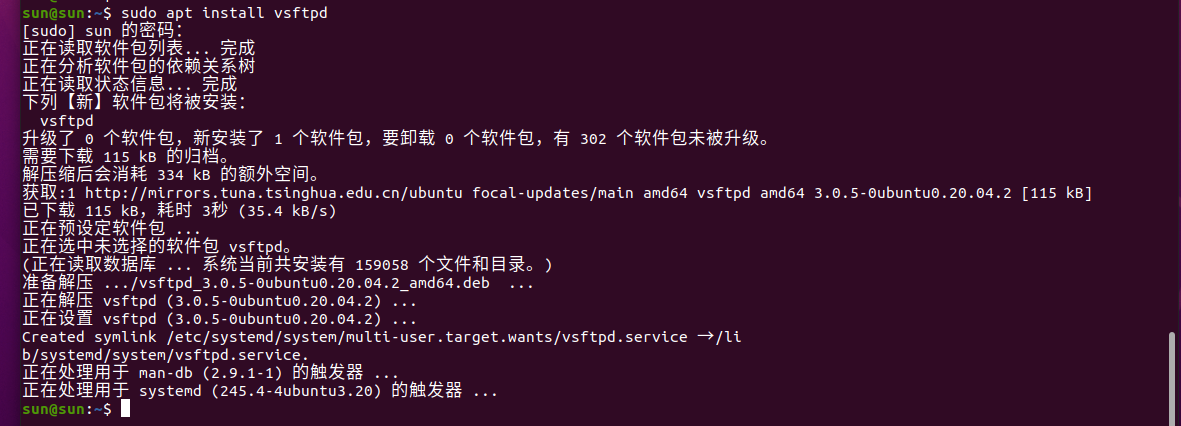 sun@sun:~$ sudo apt install vsftpd
[sudo] sun 的密码：
正在读取软件包列表... 完成
正在分析软件包的依赖关系树
正在读取状态信息... 完成
下列【新】软件包将被安装：
  vsftpd
升级了 0 个软件包，新安装了 1 个软件包，要卸载 0 个软件包，有 302 个软件包未被升级。
需要下载 115 kB 的归档。
解压缩后会消耗 334 kB 的额外空间。
获取:1 http://mirrors.tuna.tsinghua.edu.cn/ubuntu focal-updates/main amd64 vsftpd amd64 3.0.5-0ubuntu0.20.04.2 [115 kB]
已下载 115 kB，耗时 3秒 (35.4 kB/s)
正在预设定软件包 ...
正在选中未选择的软件包 vsftpd。
(正在读取数据库 ... 系统当前共安装有 159058 个文件和目录。)
准备解压 .../vsftpd_3.0.5-0ubuntu0.20.04.2_amd64.deb  ...
正在解压 vsftpd (3.0.5-0ubuntu0.20.04.2) ...
正在设置 vsftpd (3.0.5-0ubuntu0.20.04.2) ...
Created symlink /etc/systemd/system/multi-user.target.wants/vsftpd.service →/li
b/systemd/system/vsftpd.service.
正在处理用于 man-db (2.9.1-1) 的触发器 ...
正在处理用于 systemd (245.4-4ubuntu3.20) 的触发器 ...
sun@sun:~$